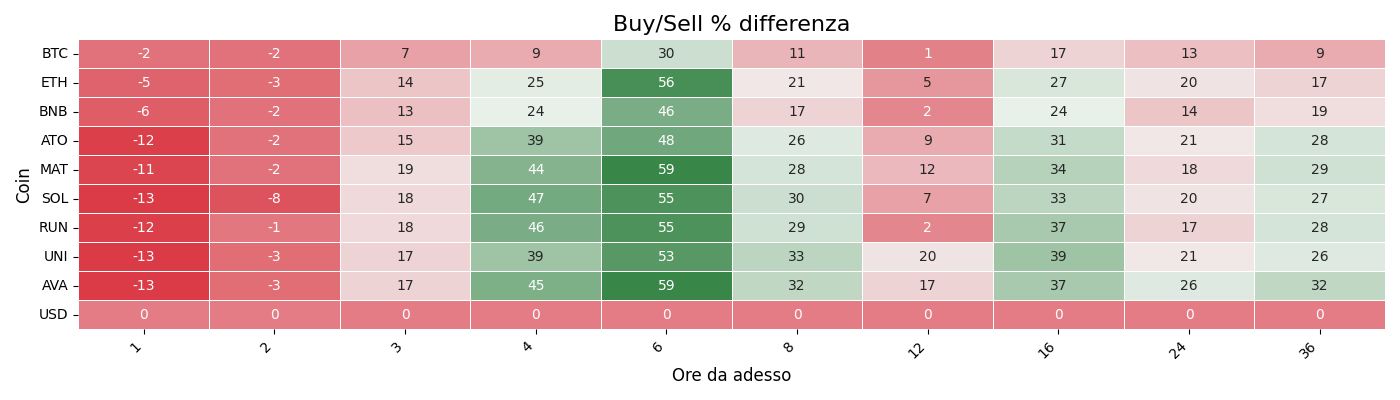 Buy/Sell % differenza
Coin
BTC -2 -2 7 9 30 11 1 17 13 9
ETH -5 -3 14 25 56 21 5 27 20 17
BNB -6 -2 13 24 46 17 2 24 14 19
ATO -12 -2 15 39 48 26 9 31 21 28
MAT -11 -2 19 44 59 28 12 34 18 29
SOL -13 -8 18 47 55 30 7 33 20 27
RUN -12 -1 18 46 55 29 2 37 17 28
UNI -13 -3 17 39 53 33 20 39 21 26
AVA -13 -3 17 45 59 32 17 37 26 32
USD 0 0 0 0 0 0 0 0 0 0
1 2 3 4 6 8 12 16 24 36
Ore da adesso